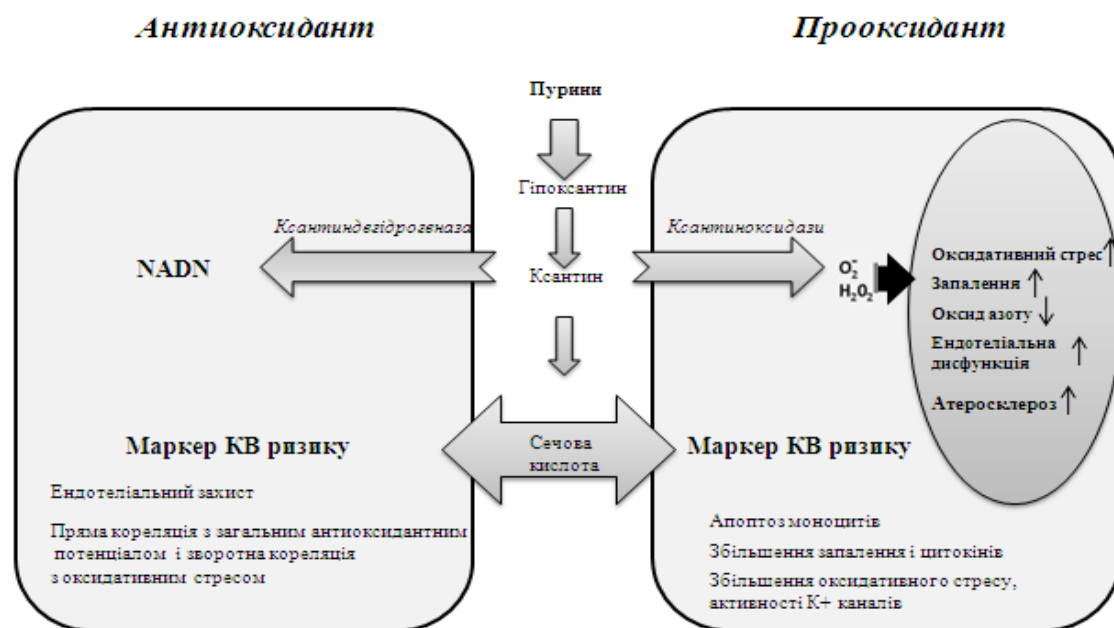 Антиоксидант
Прооксидант
Пурини
Гіпоксантин
Ксантиндегідрогеназа
Ксантиноксидази
NADN
Ксантин
O₂⁻
H₂O₂
Оксидативний стрес ↑
Запалення ↑
Оксид азоту ↓
Ендотеліальна
дисфункція ↑
Атеросклероз ↑
Сечова
кислота
Маркер КВ ризику
Ендотеліальний захист
Пряма кореляція з загальним антиоксидантним
потенціалом і зворотна кореляція
з оксидативним стресом
Маркер КВ ризику
Апоптоз моноцитів
Збільшення запалення і цитокінів
Збільшення оксидативного стресу,
активності К+ каналів